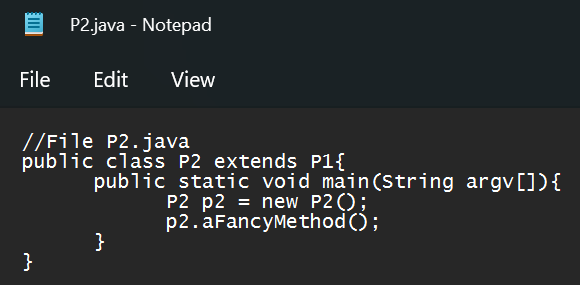 P2.java - Notepad
File Edit View
//File P2.java
public class P2 extends P1{
public static void main(String argv[]){
P2 p2 = new P2();
p2.aFancyMethod();
}
}